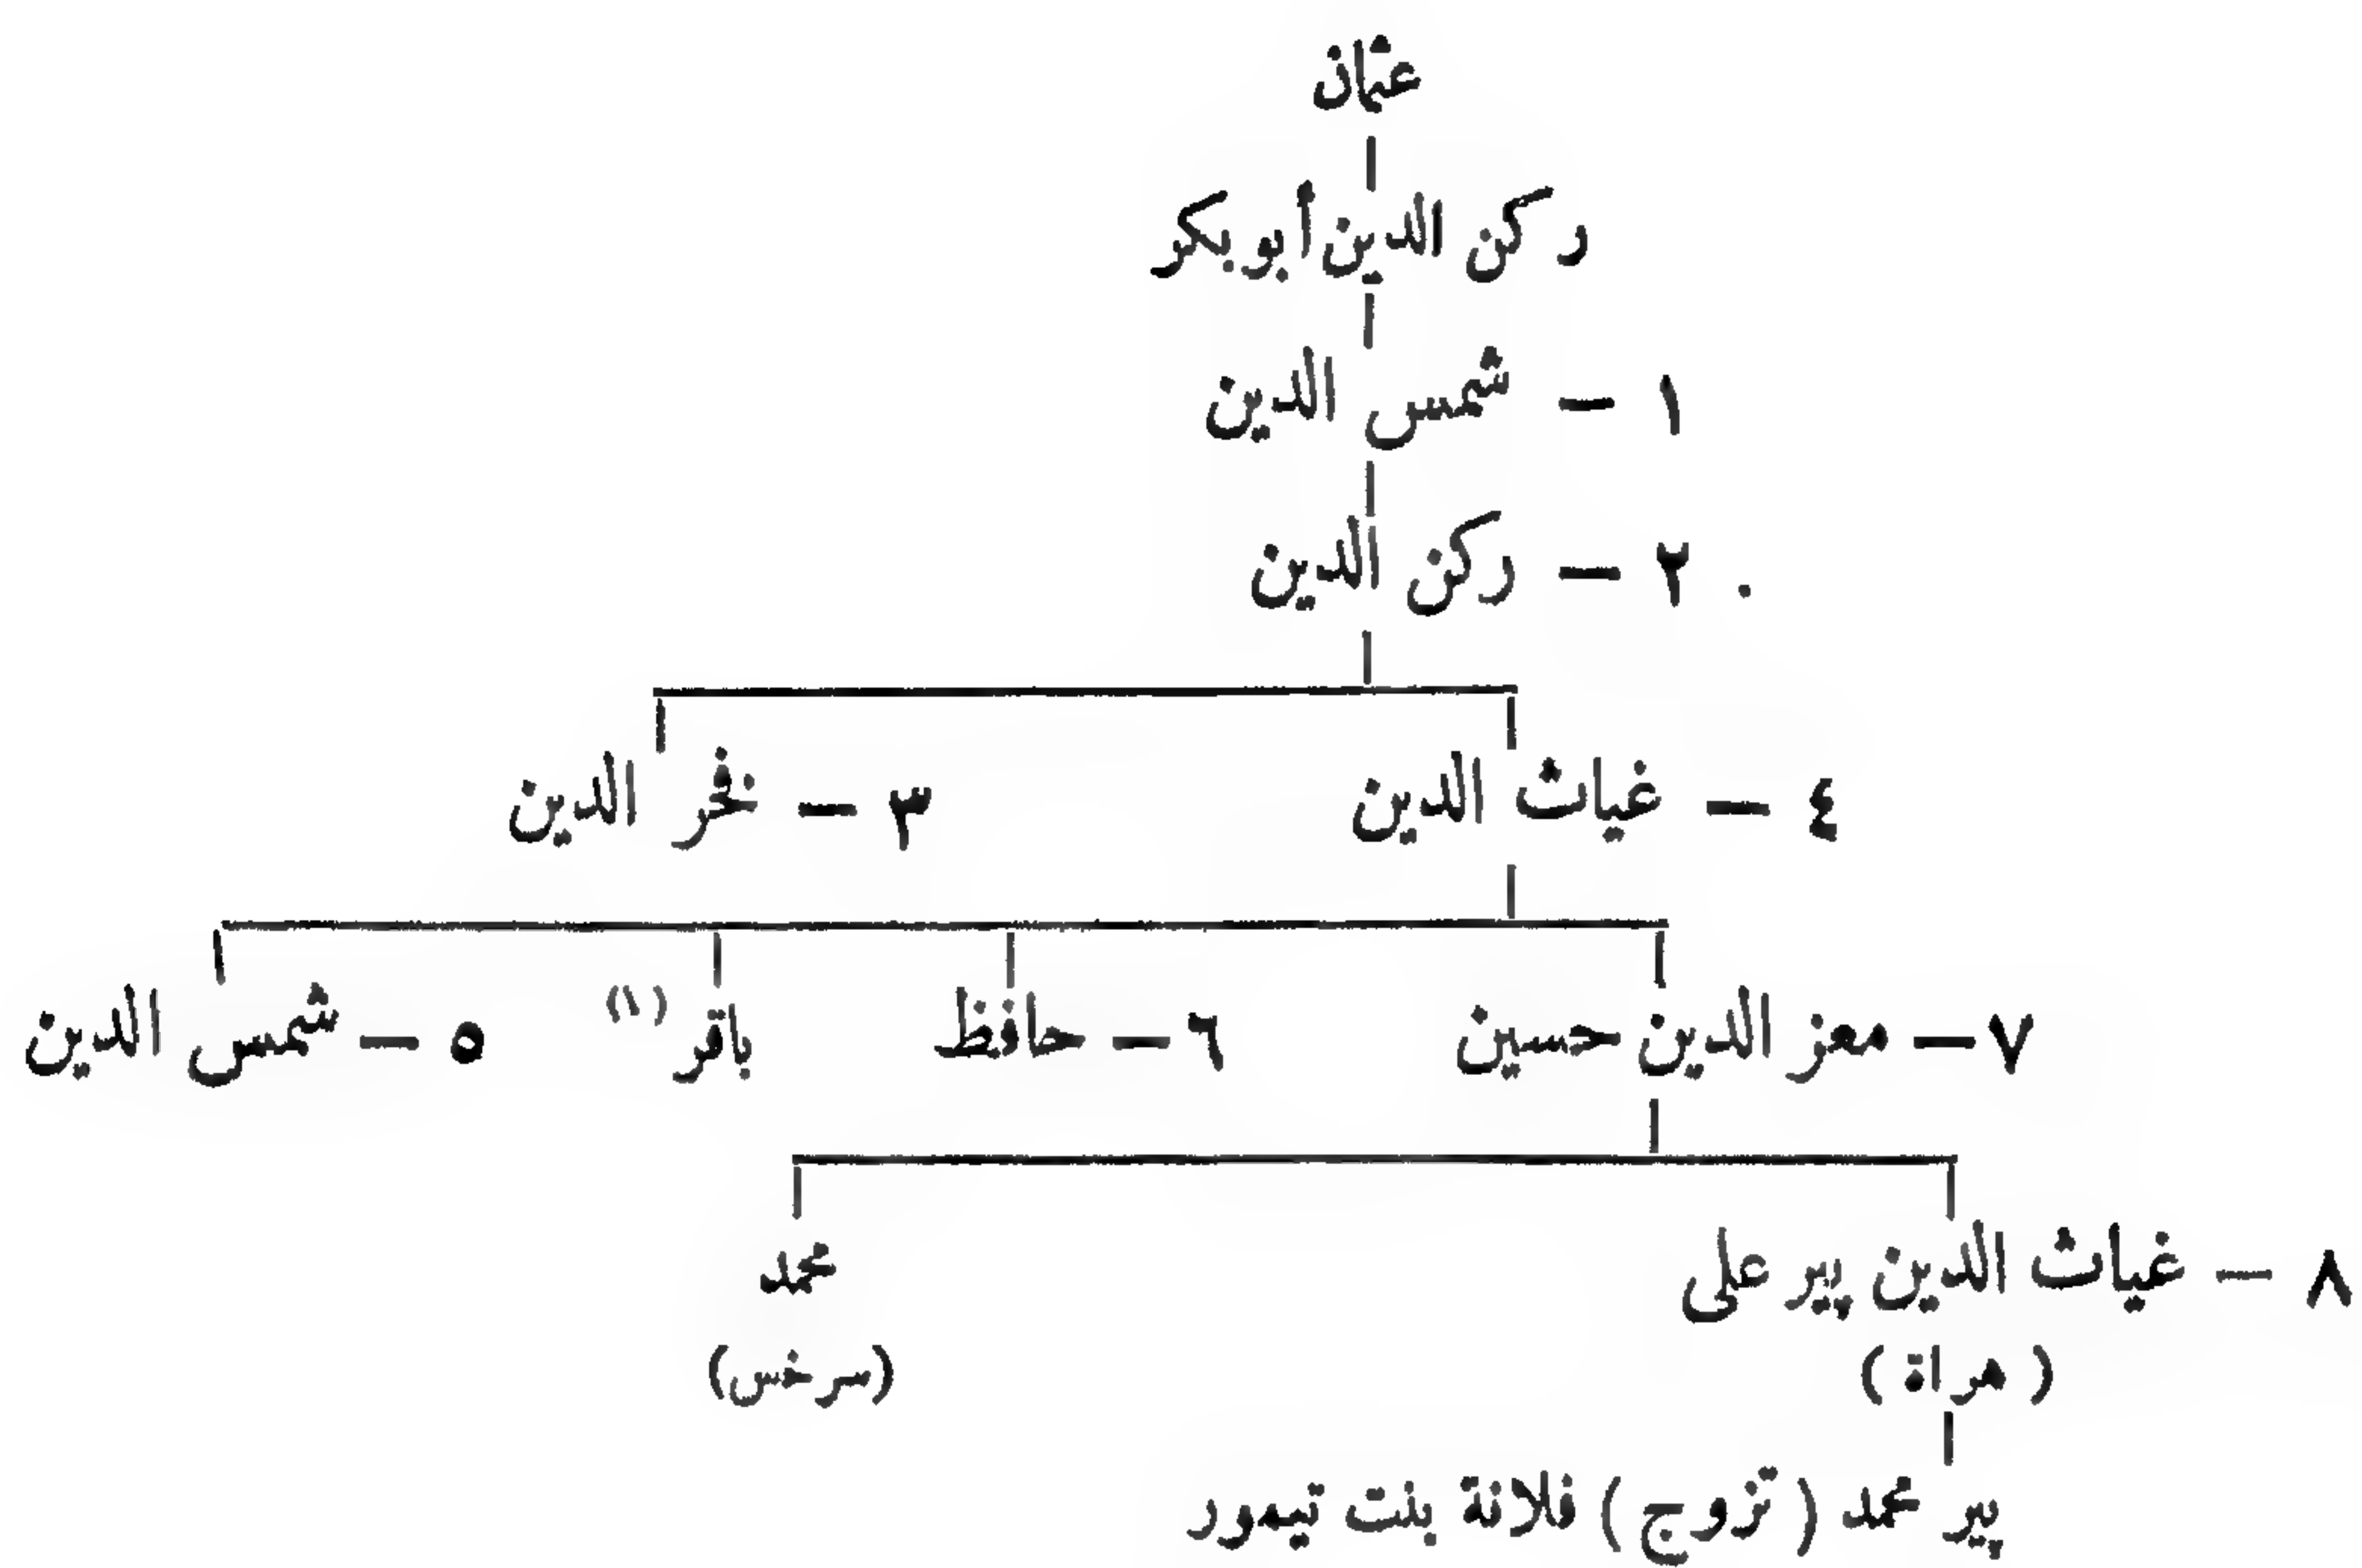 عثمان
ركن الدين أبو بكر
١ — شمس الدين
٢ — ركن الدين
٤ — غياث الدين ٣ — فخر الدين
٧ — معز الدين حسين ٦ — حافظ باقر (١) ٥ — شمس الدين
٨ — غياث الدين پير على محمد
(هراة) (سرخس)
پير محمد (تزوج) فلانة بنت تيمور